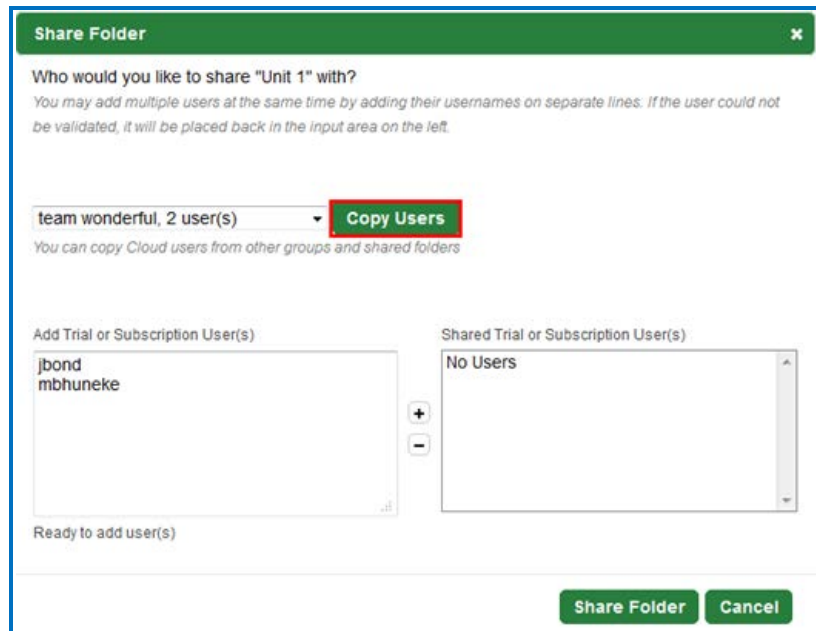 Share Folder ×
Who would you like to share "Unit 1" with?
You may add multiple users at the same time by adding their usernames on separate lines. If the user could not
be validated, it will be placed back in the input area on the left.
team wonderful, 2 user(s) Copy Users
You can copy Cloud users from other groups and shared folders
Add Trial or Subscription User(s) Shared Trial or Subscription User(s)
jbond No Users
mbhuneke
+
−
Ready to add user(s)
Share Folder Cancel